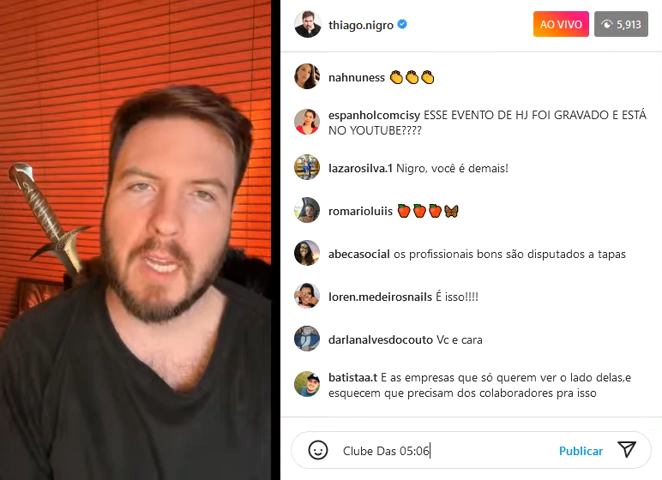 thiago.nigro
AO VIVO
5,913
nahnuness 👏👏👏
espanholcomcisy ESSE EVENTO DE HJ FOI GRAVADO E ESTÁ
NO YOUTUBE????
lazarosilva.1 Nigro, você é demais!
romarioluiis 🍎🍎🍎🦋
abecasocial os profissionais bons são disputados a tapas
loren.medeirosnails É isso!!!!
darlanalvesdocouto Vc e cara
batistaa.t E as empresas que só querem ver o lado delas,e
esquecem que precisam dos colaboradores pra isso
Clube Das 05:06
Publicar